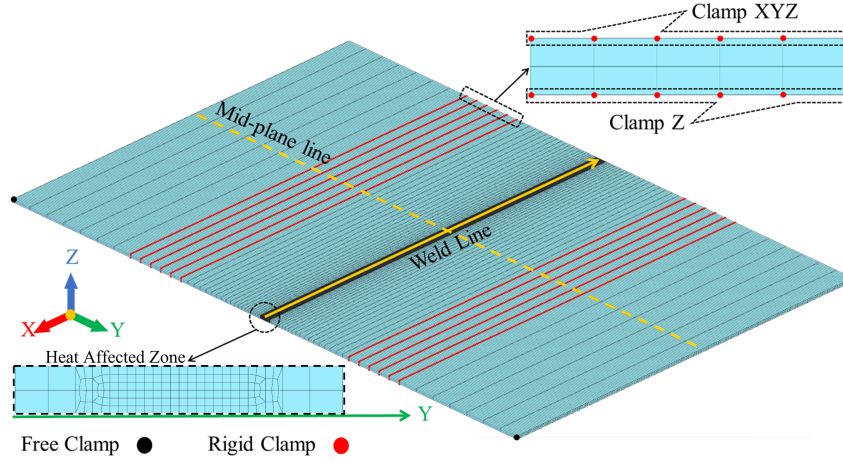 Clamp XYZ
Mid-plane line
Clamp Z
Weld Line
Z
X
Y
Heat Affected Zone
Y
Free Clamp
Rigid Clamp